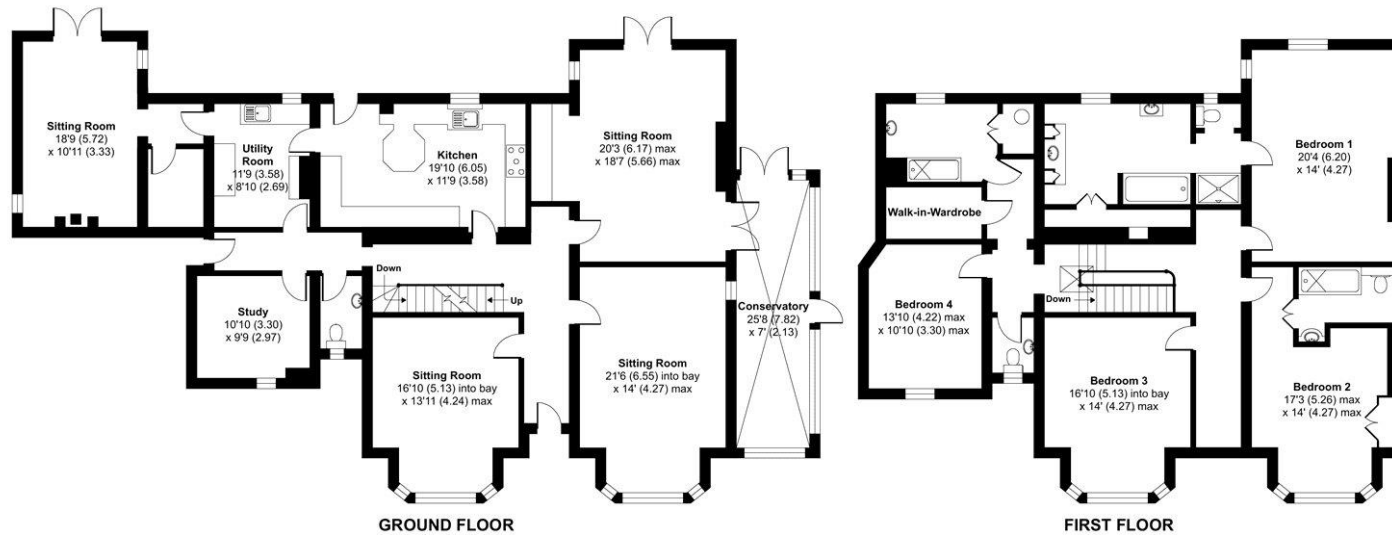 Sitting Room
18'9 (5.72)
x 10'11 (3.33)
Utility
Room
11'9 (3.58)
x 8'10 (2.69)
Kitchen
19'10 (6.05)
x 11'9 (3.58)
Sitting Room
20'3 (6.17) max
x 18'7 (5.66) max
Down
Up
Study
10'10 (3.30)
x 9'9 (2.97)
Sitting Room
16'10 (5.13) into bay
x 13'11 (4.24) max
Sitting Room
21'6 (6.55) into bay
x 14' (4.27) max
Conservatory
25'8 (7.82)
x 7' (2.13)
GROUND FLOOR
Walk-in-Wardrobe
Bedroom 1
20'4 (6.20)
x 14' (4.27)
Bedroom 4
13'10 (4.22) max
x 10'10 (3.30) max
Down
Bedroom 3
16'10 (5.13) into bay
x 14' (4.27) max
Bedroom 2
17'3 (5.26) max
x 14' (4.27) max
FIRST FLOOR